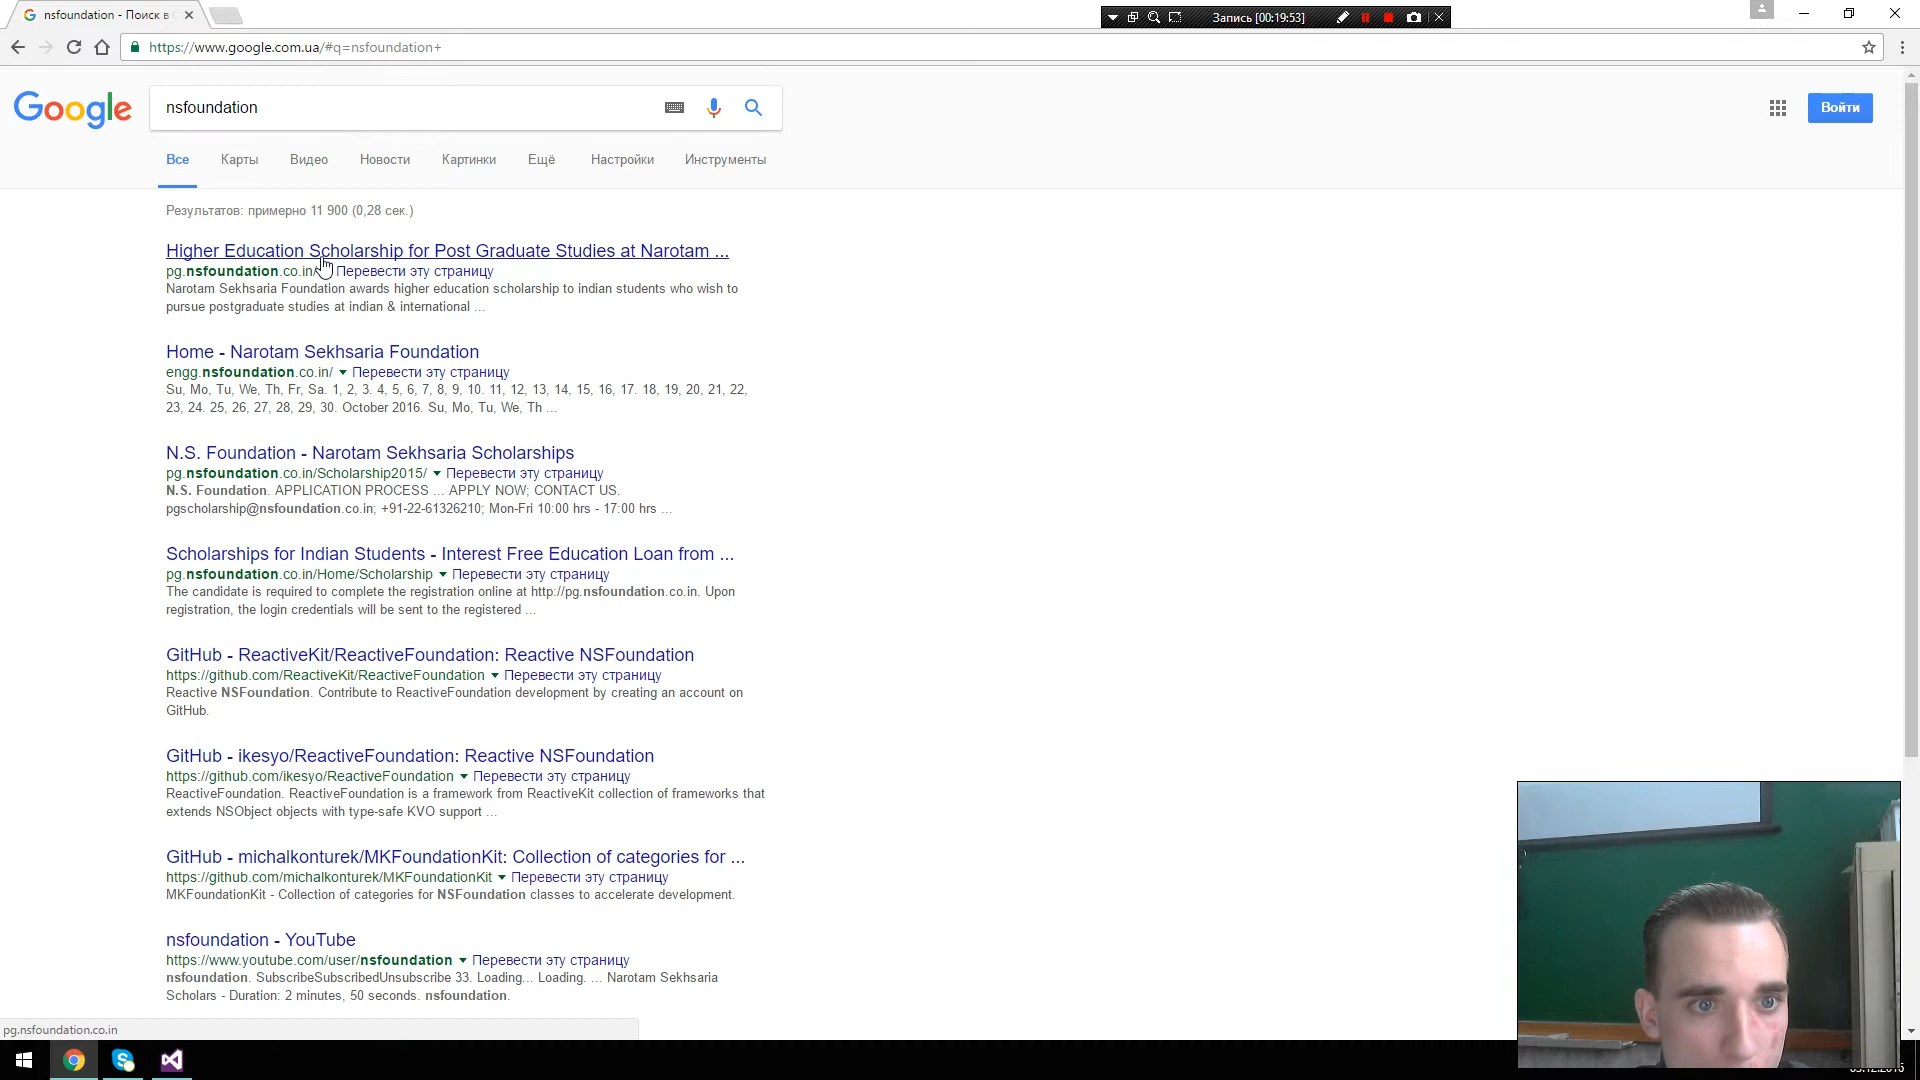 nsfoundation - Поиск в
Запись [00:19:53]
https://www.google.com.ua/#q=nsfoundation+
Google
nsfoundation
Войти
Все Карты Видео Новости Картинки Ещё Настройки Инструменты
Результатов: примерно 11 900 (0,28 сек.)
Higher Education Scholarship for Post Graduate Studies at Narotam ...
pg.nsfoundation.co.in/ Перевести эту страницу
Narotam Sekhsaria Foundation awards higher education scholarship to indian students who wish to
pursue postgraduate studies at indian & international ...
Home - Narotam Sekhsaria Foundation
engg.nsfoundation.co.in/ Перевести эту страницу
Su, Mo, Tu, We, Th, Fr, Sa. 1, 2, 3. 4, 5, 6, 7, 8, 9, 10. 11, 12, 13, 14, 15, 16, 17. 18, 19, 20, 21, 22,
23, 24. 25, 26, 27, 28, 29, 30. October 2016. Su, Mo, Tu, We, Th ...
N.S. Foundation - Narotam Sekhsaria Scholarships
pg.nsfoundation.co.in/Scholarship2015/ Перевести эту страницу
N.S. Foundation. APPLICATION PROCESS ... APPLY NOW; CONTACT US.
pgscholarship@nsfoundation.co.in; +91-22-61326210; Mon-Fri 10:00 hrs - 17:00 hrs ...
Scholarships for Indian Students - Interest Free Education Loan from ...
pg.nsfoundation.co.in/Home/Scholarship Перевести эту страницу
The candidate is required to complete the registration online at http://pg.nsfoundation.co.in. Upon
registration, the login credentials will be sent to the registered ...
GitHub - ReactiveKit/ReactiveFoundation: Reactive NSFoundation
https://github.com/ReactiveKit/ReactiveFoundation Перевести эту страницу
Reactive NSFoundation. Contribute to ReactiveFoundation development by creating an account on
GitHub.
GitHub - ikesyo/ReactiveFoundation: Reactive NSFoundation
https://github.com/ikesyo/ReactiveFoundation Перевести эту страницу
ReactiveFoundation. ReactiveFoundation is a framework from ReactiveKit collection of frameworks that
extends NSObject objects with type-safe KVO support ...
GitHub - michalkonturek/MKFoundationKit: Collection of categories for ...
https://github.com/michalkonturek/MKFoundationKit Перевести эту страницу
MKFoundationKit - Collection of categories for NSFoundation classes to accelerate development.
nsfoundation - YouTube
https://www.youtube.com/user/nsfoundation Перевести эту страницу
nsfoundation. SubscribeSubscribedUnsubscribe 33. Loading... Loading. ... Narotam Sekhsaria
Scholars - Duration: 2 minutes, 50 seconds. nsfoundation.
pg.nsfoundation.co.in